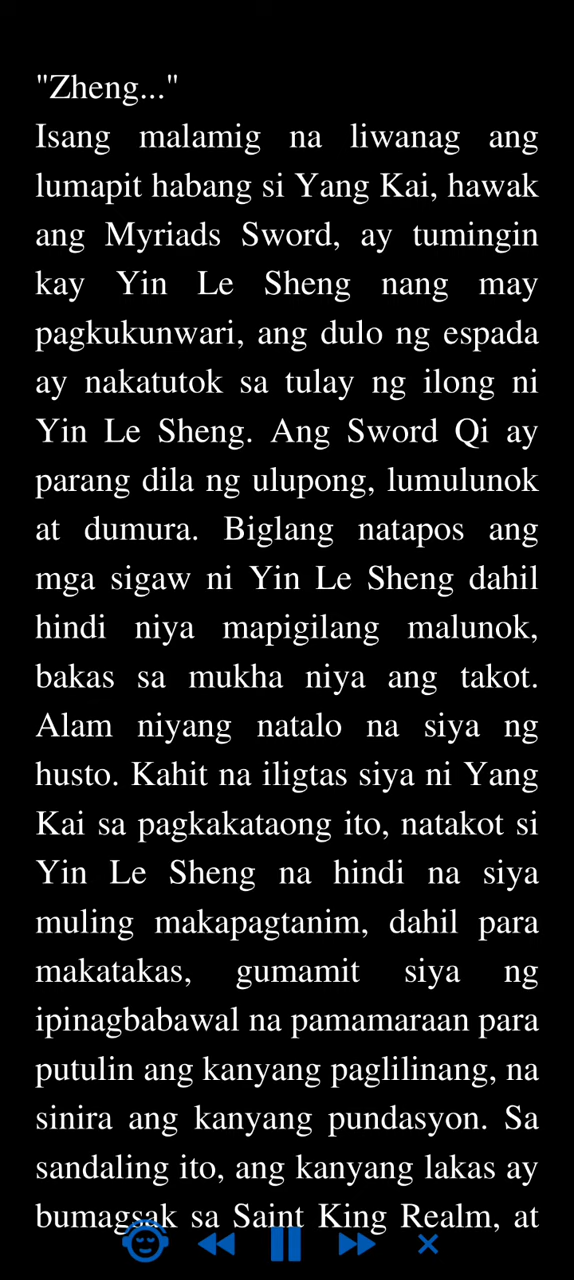 "Zheng..."
Isang malamig na liwanag ang
lumapit habang si Yang Kai, hawak
ang Myriads Sword, ay tumingin
kay Yin Le Sheng nang may
pagkukunwari, ang dulo ng espada
ay nakatutok sa tulay ng ilong ni
Yin Le Sheng. Ang Sword Qi ay
parang dila ng ulupong, lumulunok
at dumura. Biglang natapos ang
mga sigaw ni Yin Le Sheng dahil
hindi niya mapigilang malunok,
bakas sa mukha niya ang takot.
Alam niyang natalo na siya ng
husto. Kahit na iligtas siya ni Yang
Kai sa pagkakataong ito, natakot si
Yin Le Sheng na hindi na siya
muling makapagtanim, dahil para
makatakas, gumamit siya ng
ipinagbabawal na pamamaraan para
putulin ang kanyang paglilinang, na
sinira ang kanyang pundasyon. Sa
sandaling ito, ang kanyang lakas ay
bumagsak sa Saint King Realm, at